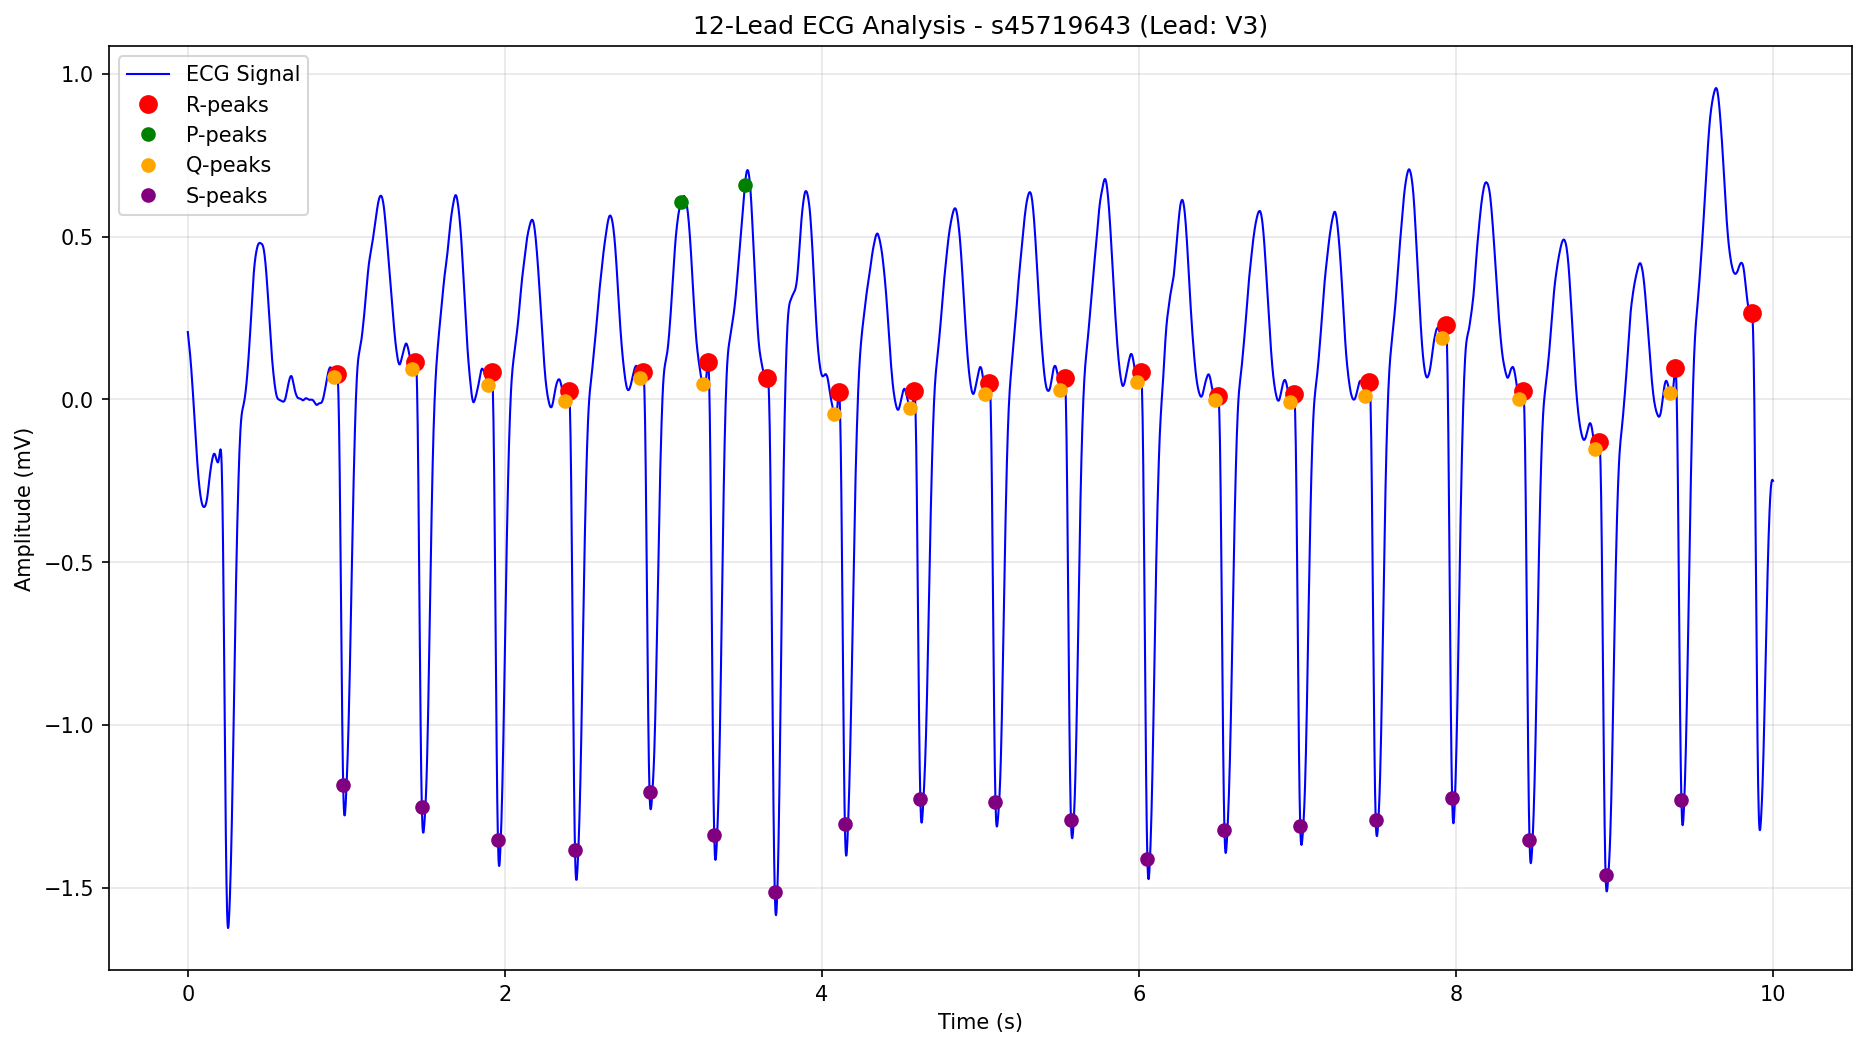 12-Lead ECG Analysis - s45719643 (Lead: V3)
ECG Signal
R-peaks
P-peaks
Q-peaks
S-peaks
1.0
0.5
0.0
−0.5
−1.0
−1.5
Amplitude (mV)
0 2 4 6 8 10
Time (s)